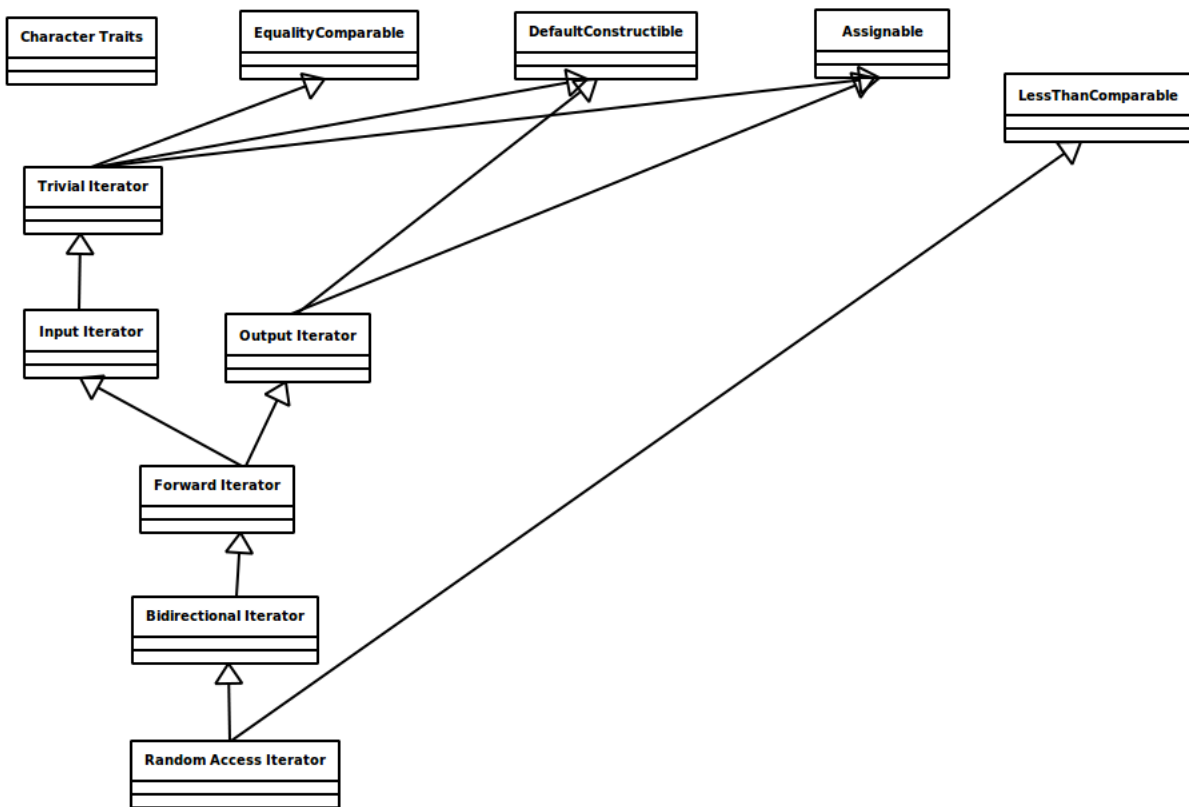 Character Traits
EqualityComparable
DefaultConstructible
Assignable
LessThanComparable
Trivial Iterator
Input Iterator
Output Iterator
Forward Iterator
Bidirectional Iterator
Random Access Iterator